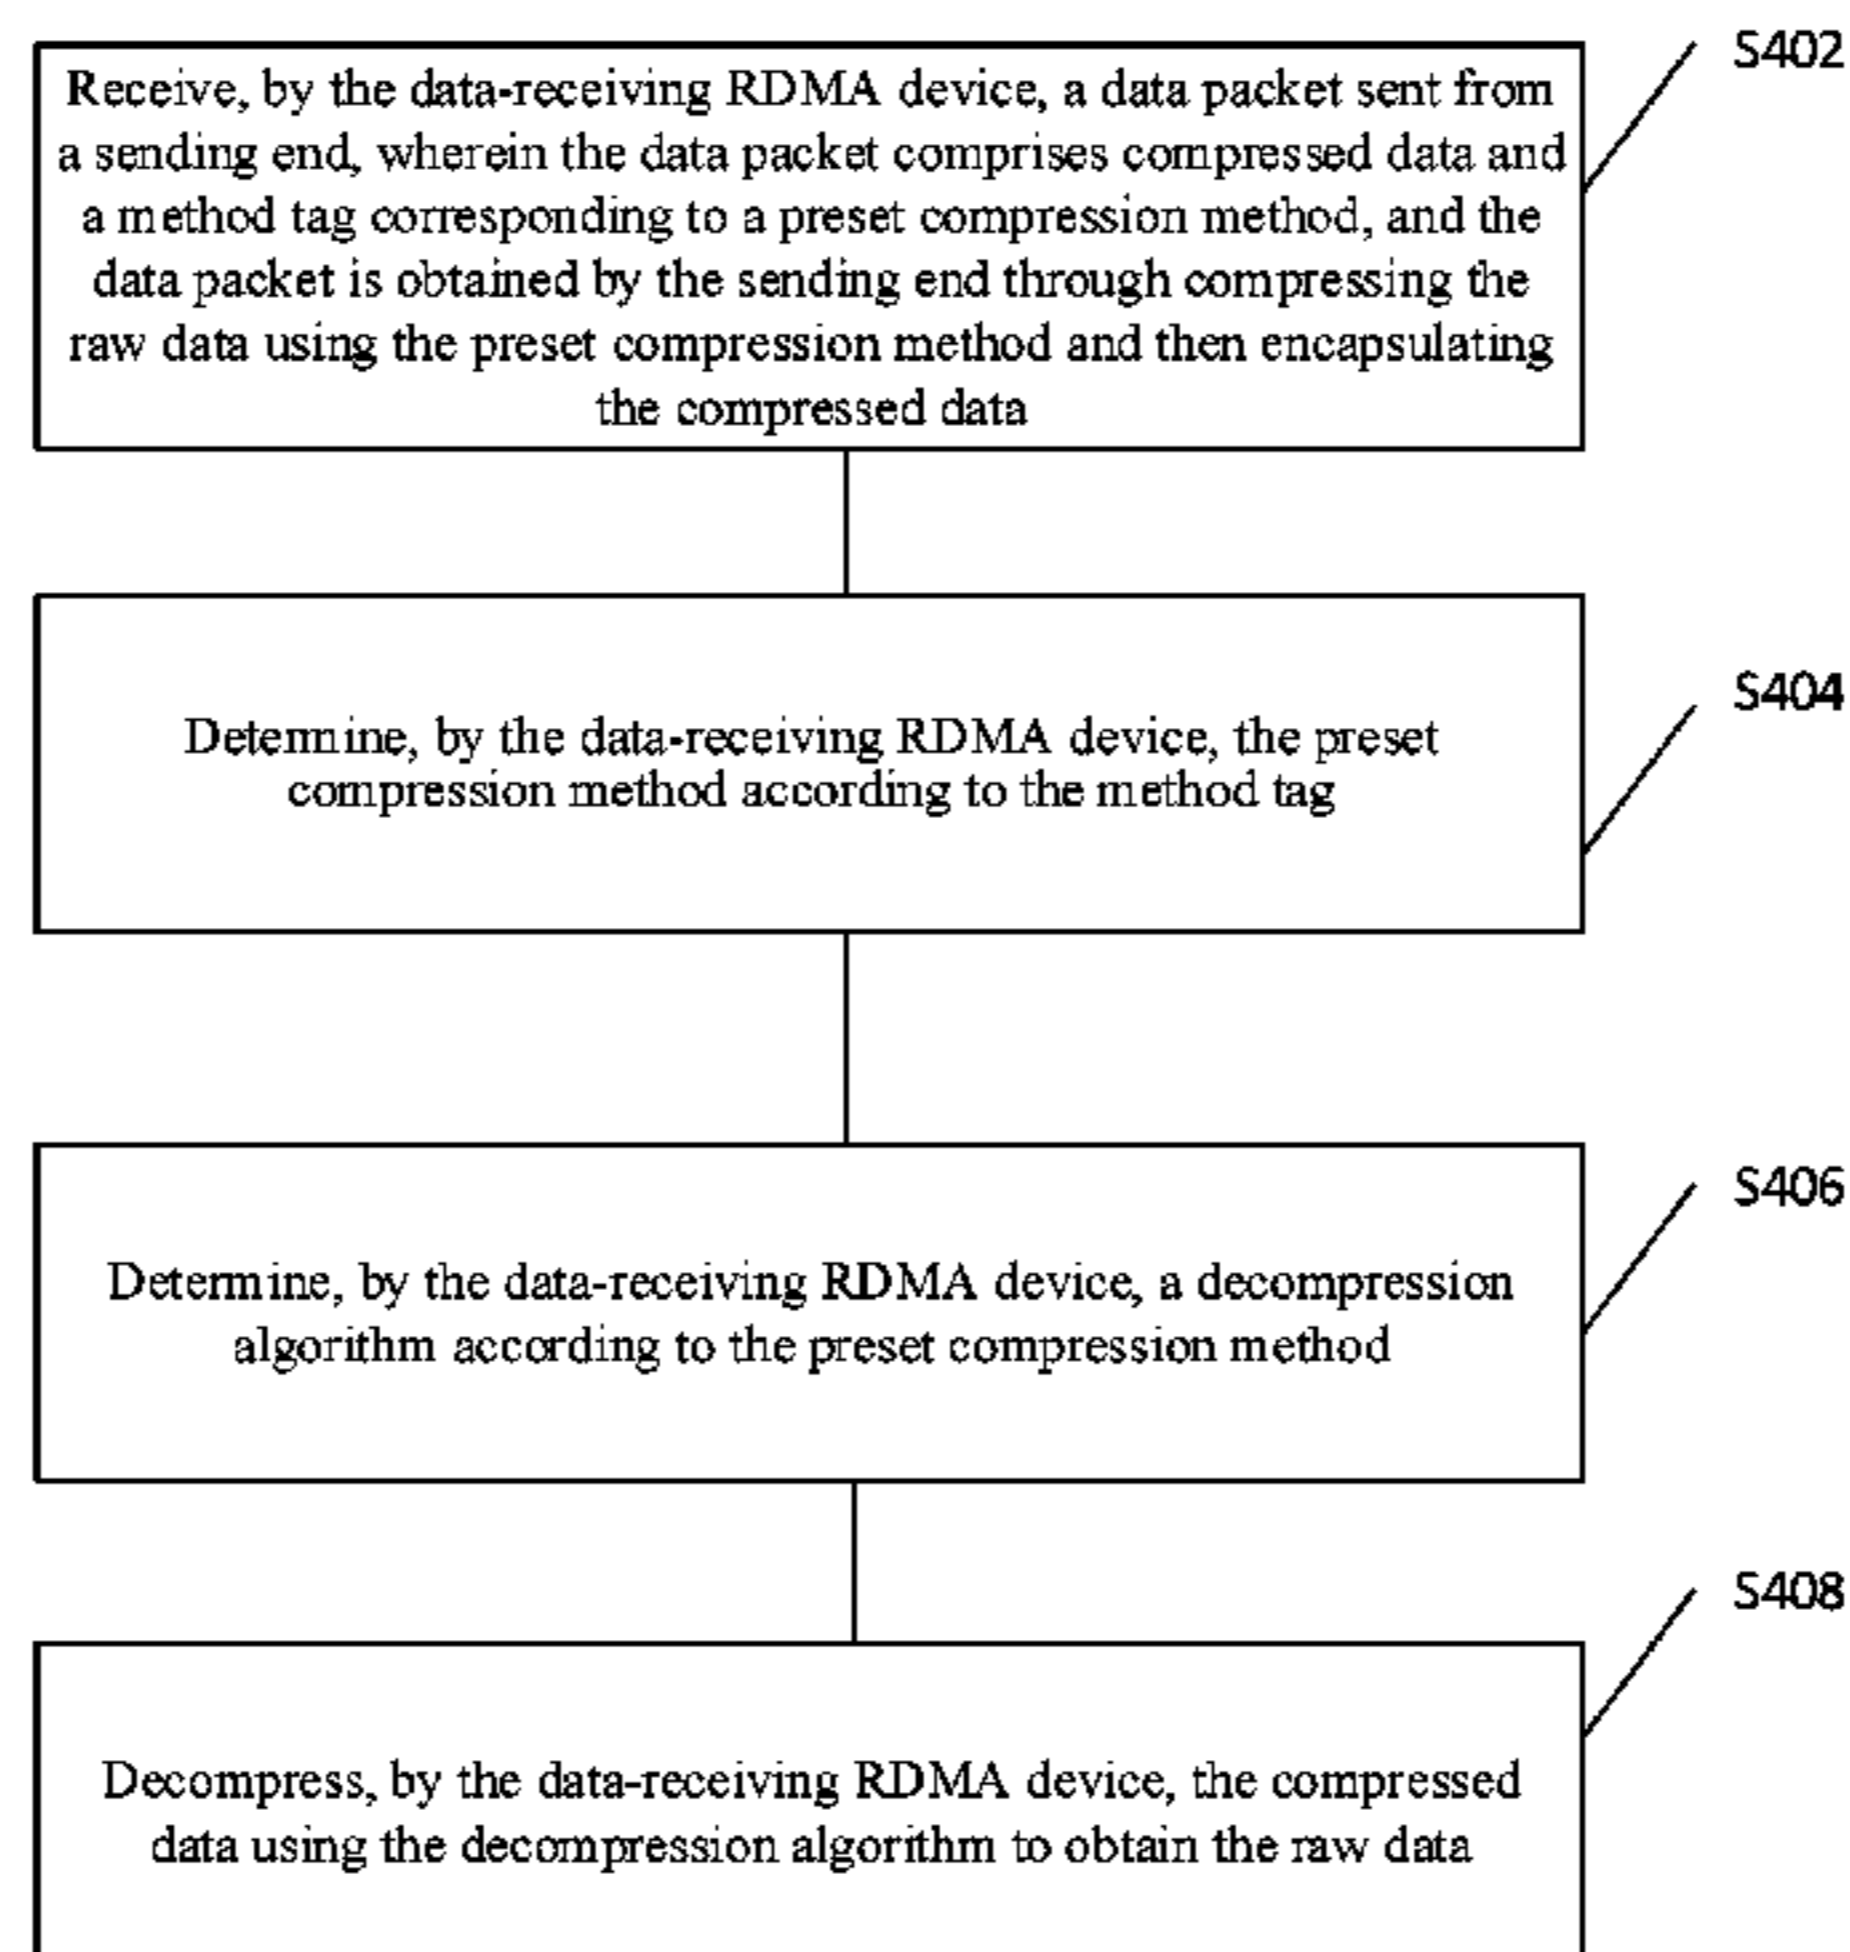 S402
Receive, by the data-receiving RDMA device, a data packet sent from
a sending end, wherein the data packet comprises compressed data and
a method tag corresponding to a preset compression method, and the
data packet is obtained by the sending end through compressing the
raw data using the preset compression method and then encapsulating
the compressed data
S404
Determine, by the data-receiving RDMA device, the preset
compression method according to the method tag
S406
Determine, by the data-receiving RDMA device, a decompression
algorithm according to the preset compression method
S408
Decompress, by the data-receiving RDMA device, the compressed
data using the decompression algorithm to obtain the raw data